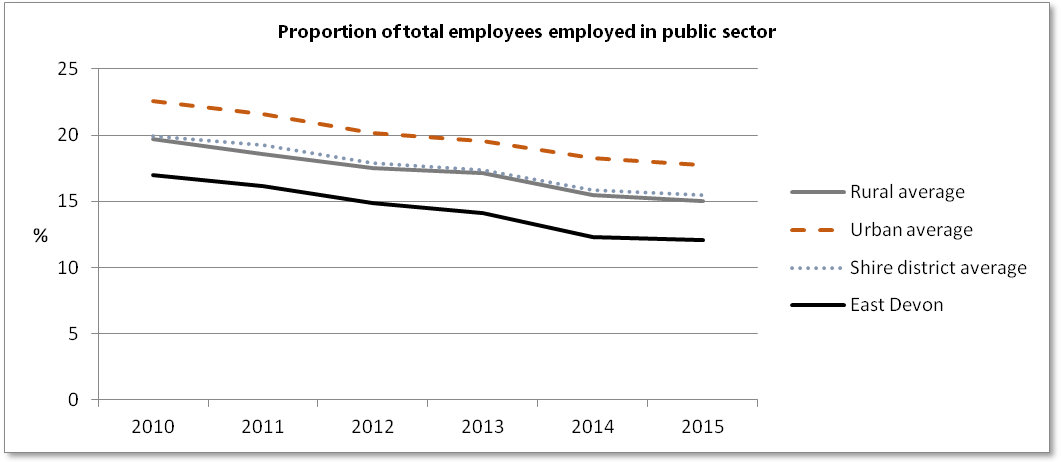 Proportion of total employees employed in public sector
25
20
15
%
10
5
0
2010 2011 2012 2013 2014 2015
Rural average
Urban average
Shire district average
East Devon